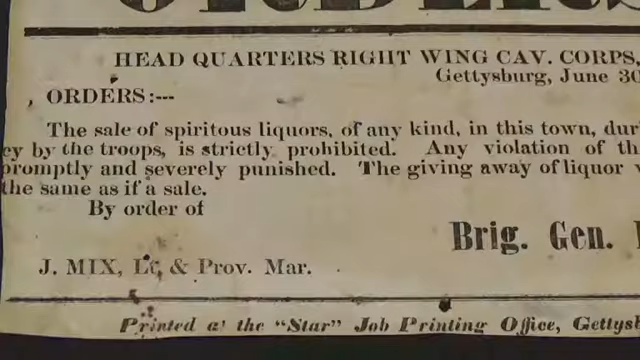 HEAD QUARTERS RIGHT WING CAV. CORPS,
Gettysburg, June 30
ORDERS:---
The sale of spiritous liquors, of any kind, in this town, dur
cy by the troops, is strictly prohibited. Any violation of th
promptly and severely punished. The giving away of liquor
the same as if a sale.
By order of
Brig. Gen.
J. MIX, Lt, & Prov. Mar.
Printed at the "Star" Job Printing Office, Gettysb